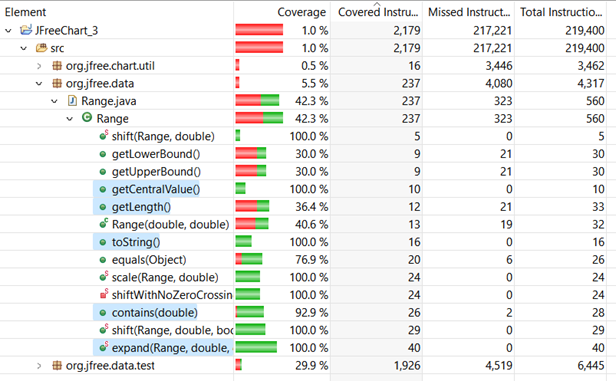 Element Coverage Covered Instru... Missed Instruct... Total Instructio...
JFreeChart_3 1.0 % 2,179 217,221 219,400
src 1.0 % 2,179 217,221 219,400
org.jfree.chart.util 0.5 % 16 3,446 3,462
org.jfree.data 5.5 % 237 4,080 4,317
Range.java 42.3 % 237 323 560
Range 42.3 % 237 323 560
shift(Range, double) 100.0 % 5 0 5
getLowerBound() 30.0 % 9 21 30
getUpperBound() 30.0 % 9 21 30
getCentralValue() 100.0 % 10 0 10
getLength() 36.4 % 12 21 33
Range(double, double) 40.6 % 13 19 32
toString() 100.0 % 16 0 16
equals(Object) 76.9 % 20 6 26
scale(Range, double) 100.0 % 24 0 24
shiftWithNoZeroCrossin 100.0 % 24 0 24
contains(double) 92.9 % 26 2 28
shift(Range, double, boo 100.0 % 29 0 29
expand(Range, double, 100.0 % 40 0 40
org.jfree.data.test 29.9 % 1,926 4,519 6,445